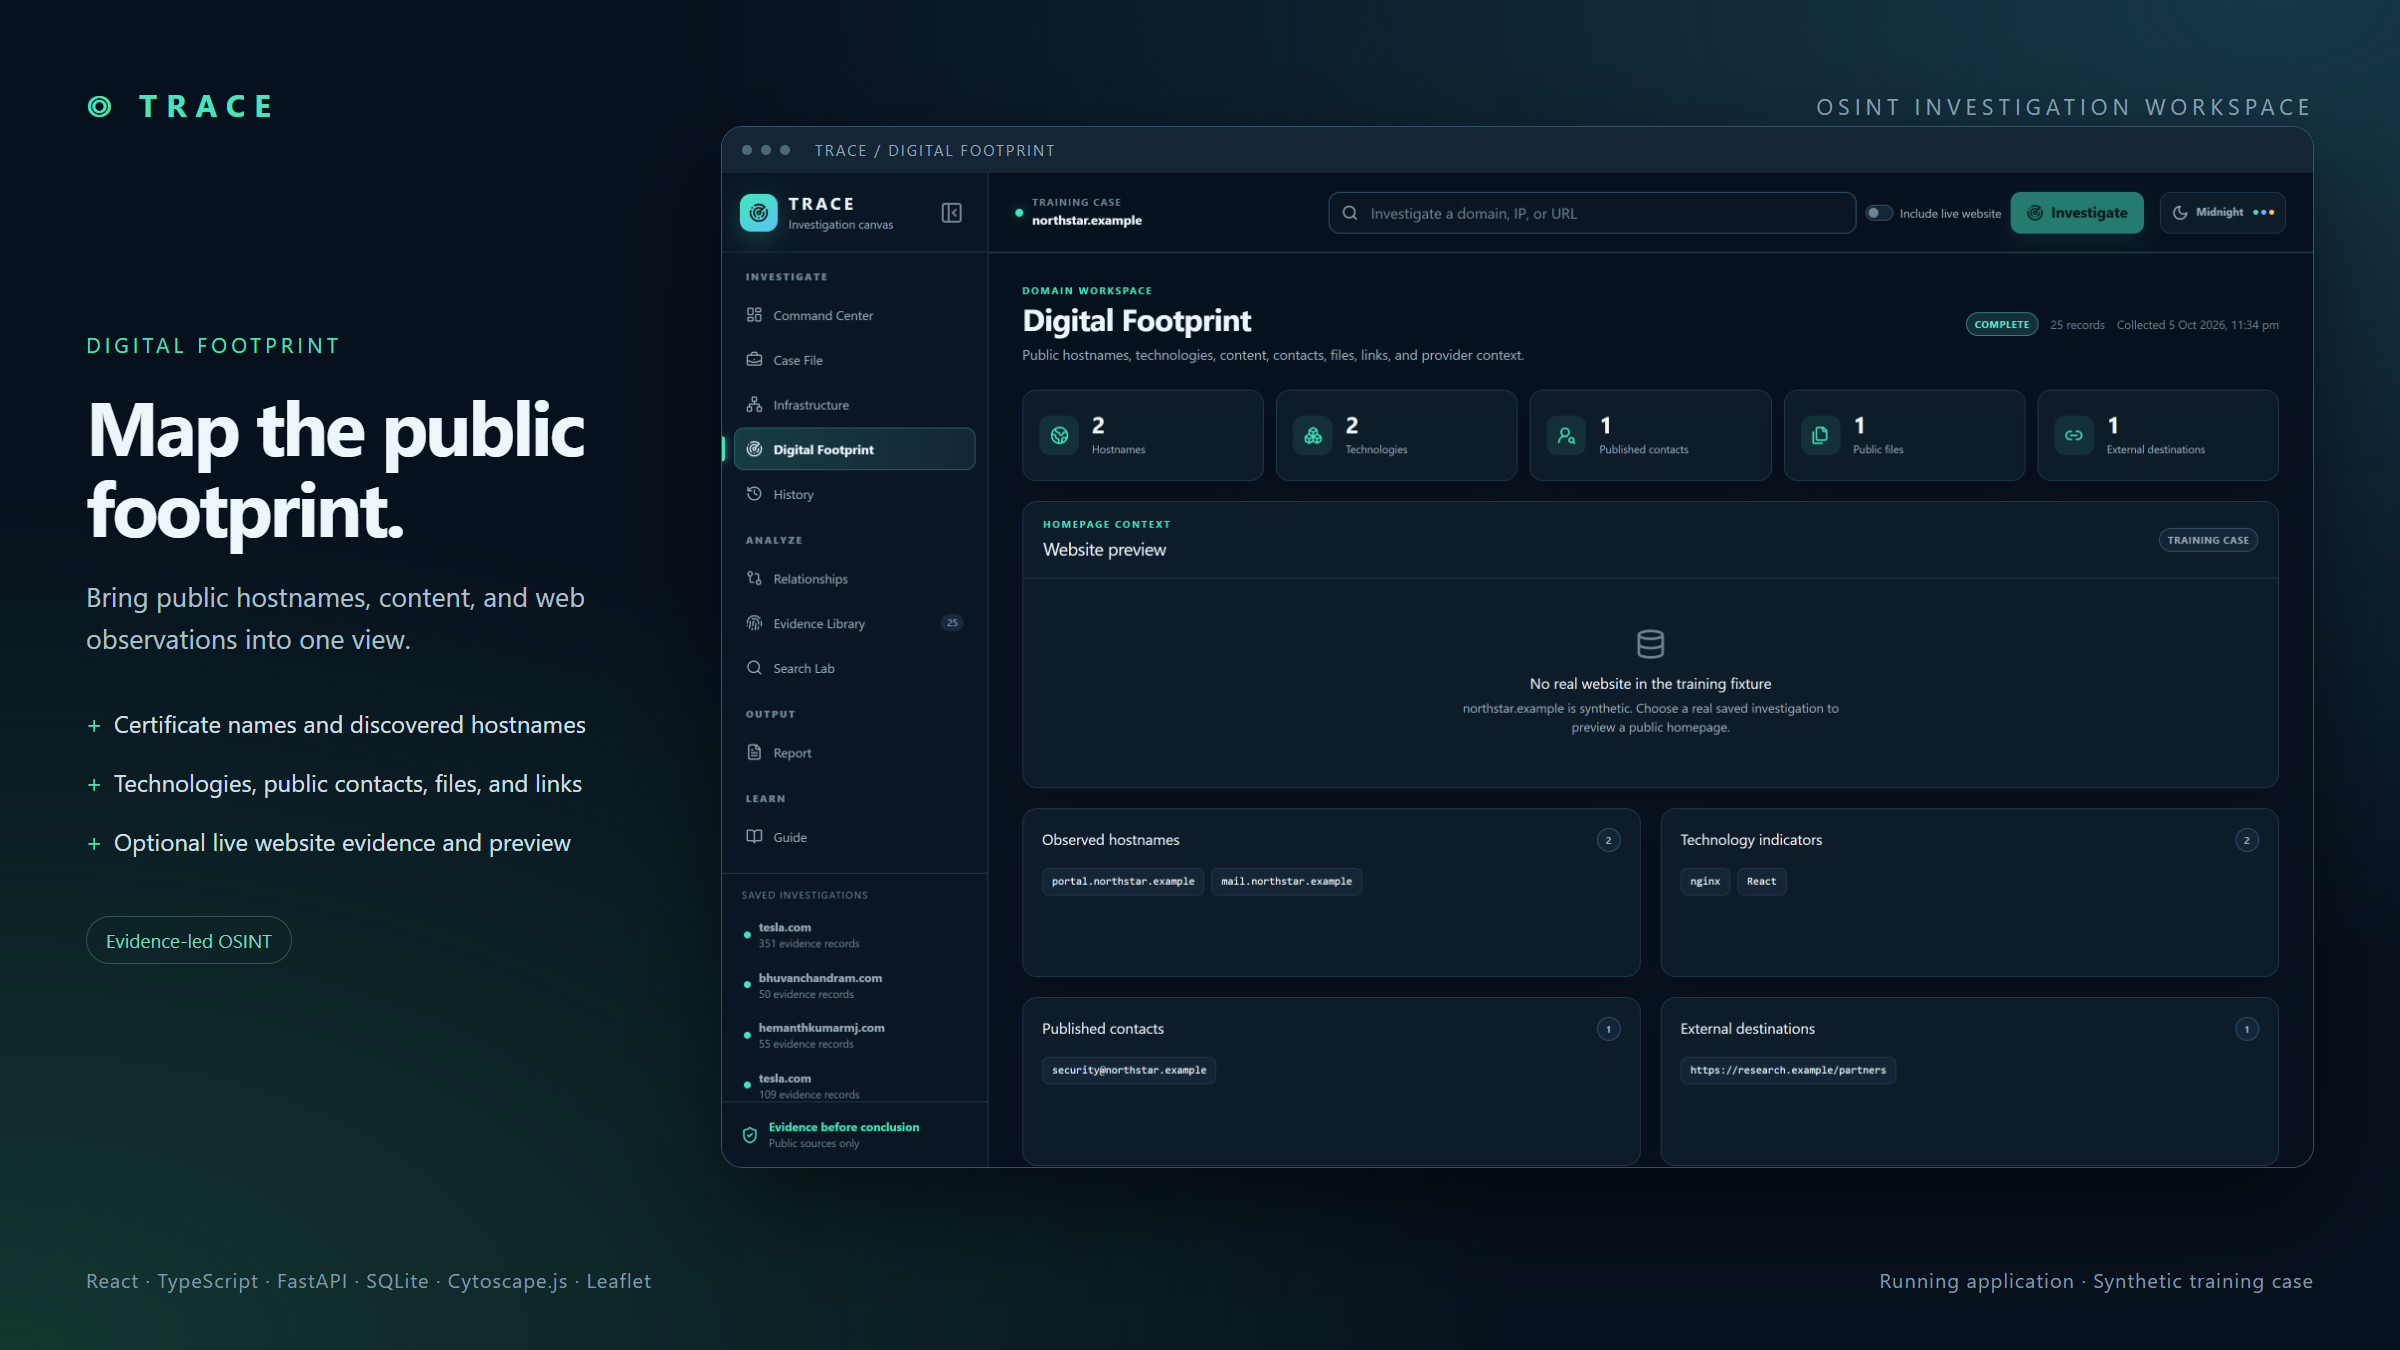 TRACE
OSINT INVESTIGATION WORKSPACE
DIGITAL FOOTPRINT
Map the public
footprint.
Bring public hostnames, content, and web
observations into one view.
+ Certificate names and discovered hostnames
+ Technologies, public contacts, files, and links
+ Optional live website evidence and preview
Evidence-led OSINT
TRACE / DIGITAL FOOTPRINT
TRACE
Investigation canvas
INVESTIGATE
Command Center
Case File
Infrastructure
Digital Footprint
History
ANALYZE
Relationships
Evidence Library 25
Search Lab
OUTPUT
Report
LEARN
Guide
SAVED INVESTIGATIONS
tesla.com
351 evidence records
bhuvanchandram.com
50 evidence records
hemanthkumarmj.com
55 evidence records
tesla.com
109 evidence records
Evidence before conclusion
Public sources only
TRAINING CASE
northstar.example
Investigate a domain, IP, or URL
Include live website
Investigate
Midnight
DOMAIN WORKSPACE
Digital Footprint
Public hostnames, technologies, content, contacts, files, links, and provider context.
COMPLETE 25 records Collected 5 Oct 2026, 11:34 pm
2
Hostnames
2
Technologies
1
Published contacts
1
Public files
1
External destinations
HOMEPAGE CONTEXT
Website preview
TRAINING CASE
No real website in the training fixture
northstar.example is synthetic. Choose a real saved investigation to
preview a public homepage.
Observed hostnames 2
portal.northstar.example mail.northstar.example
Technology indicators 2
nginx React
Published contacts 1
security@northstar.example
External destinations 1
https://research.example/partners
React · TypeScript · FastAPI · SQLite · Cytoscape.js · Leaflet
Running application · Synthetic training case